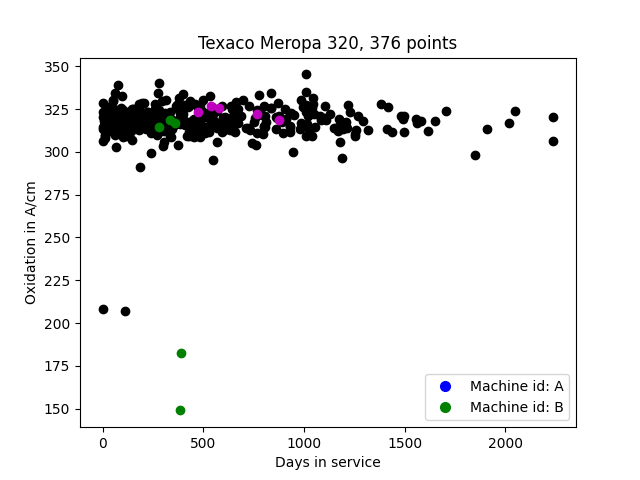 Texaco Meropa 320, 376 points
Oxidation in A/cm
350
325
300
275
250
225
200
175
150
0 500 1000 1500 2000
Days in service
Machine id: A
Machine id: B